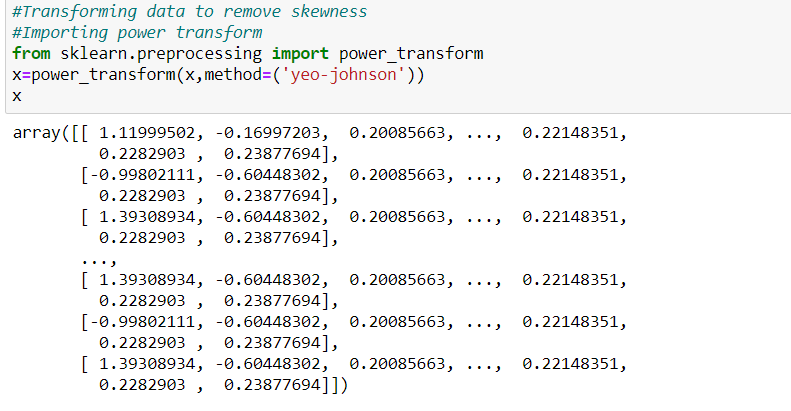 #Transforming data to remove skewness
#Importing power transform
from sklearn.preprocessing import power_transform
x=power_transform(x,method=('yeo-johnson'))
x
array([[ 1.11999502, -0.16997203,  0.20085663, ...,  0.22148351,
         0.2282903 ,  0.23877694],
       [-0.99802111, -0.60448302,  0.20085663, ...,  0.22148351,
         0.2282903 ,  0.23877694],
       [ 1.39308934, -0.60448302,  0.20085663, ...,  0.22148351,
         0.2282903 ,  0.23877694],
       ...,
       [ 1.39308934, -0.60448302,  0.20085663, ...,  0.22148351,
         0.2282903 ,  0.23877694],
       [-0.99802111, -0.60448302,  0.20085663, ...,  0.22148351,
         0.2282903 ,  0.23877694],
       [ 1.39308934, -0.60448302,  0.20085663, ...,  0.22148351,
         0.2282903 ,  0.23877694]])